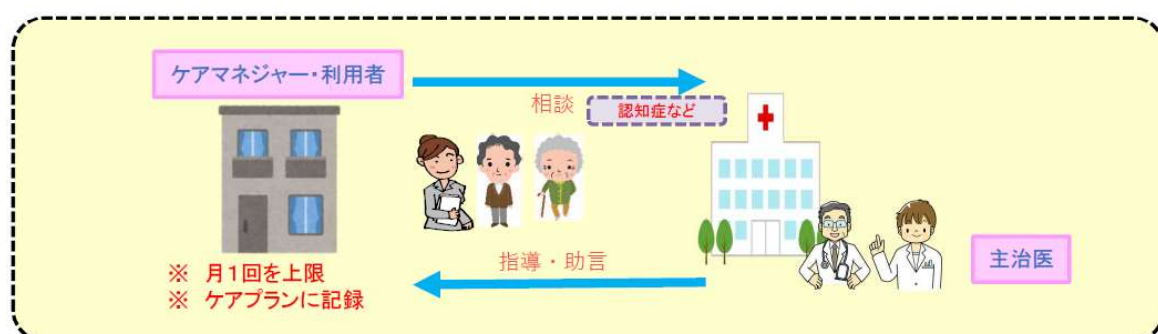 ケアマネジャー・利用者
相談
認知症など
指導・助言
主治医
※ 月1回を上限
※ ケアプランに記録